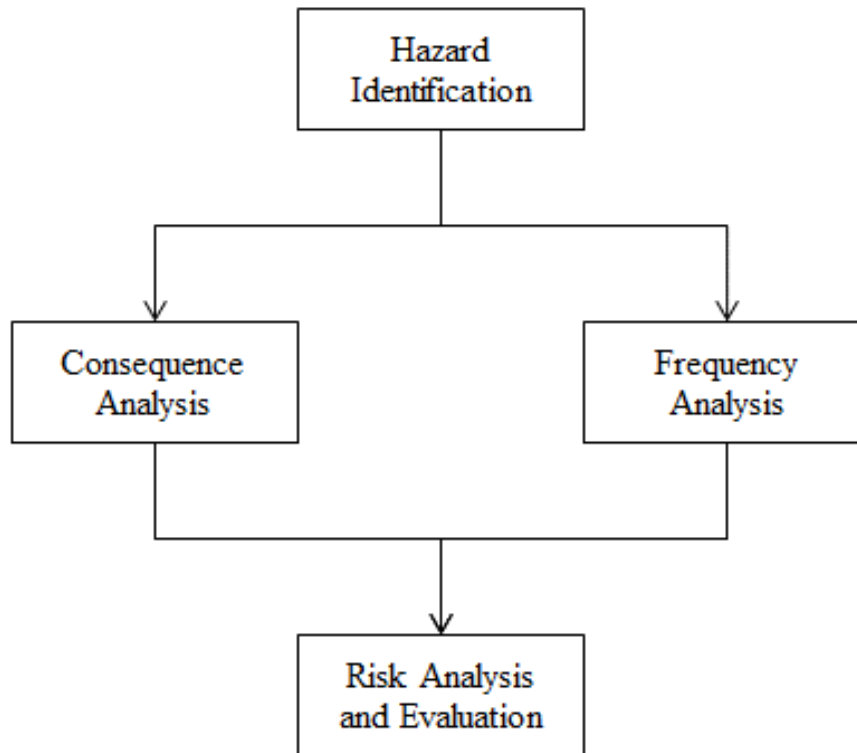 Hazard
Identification
Consequence
Analysis
Frequency
Analysis
Risk Analysis
and Evaluation